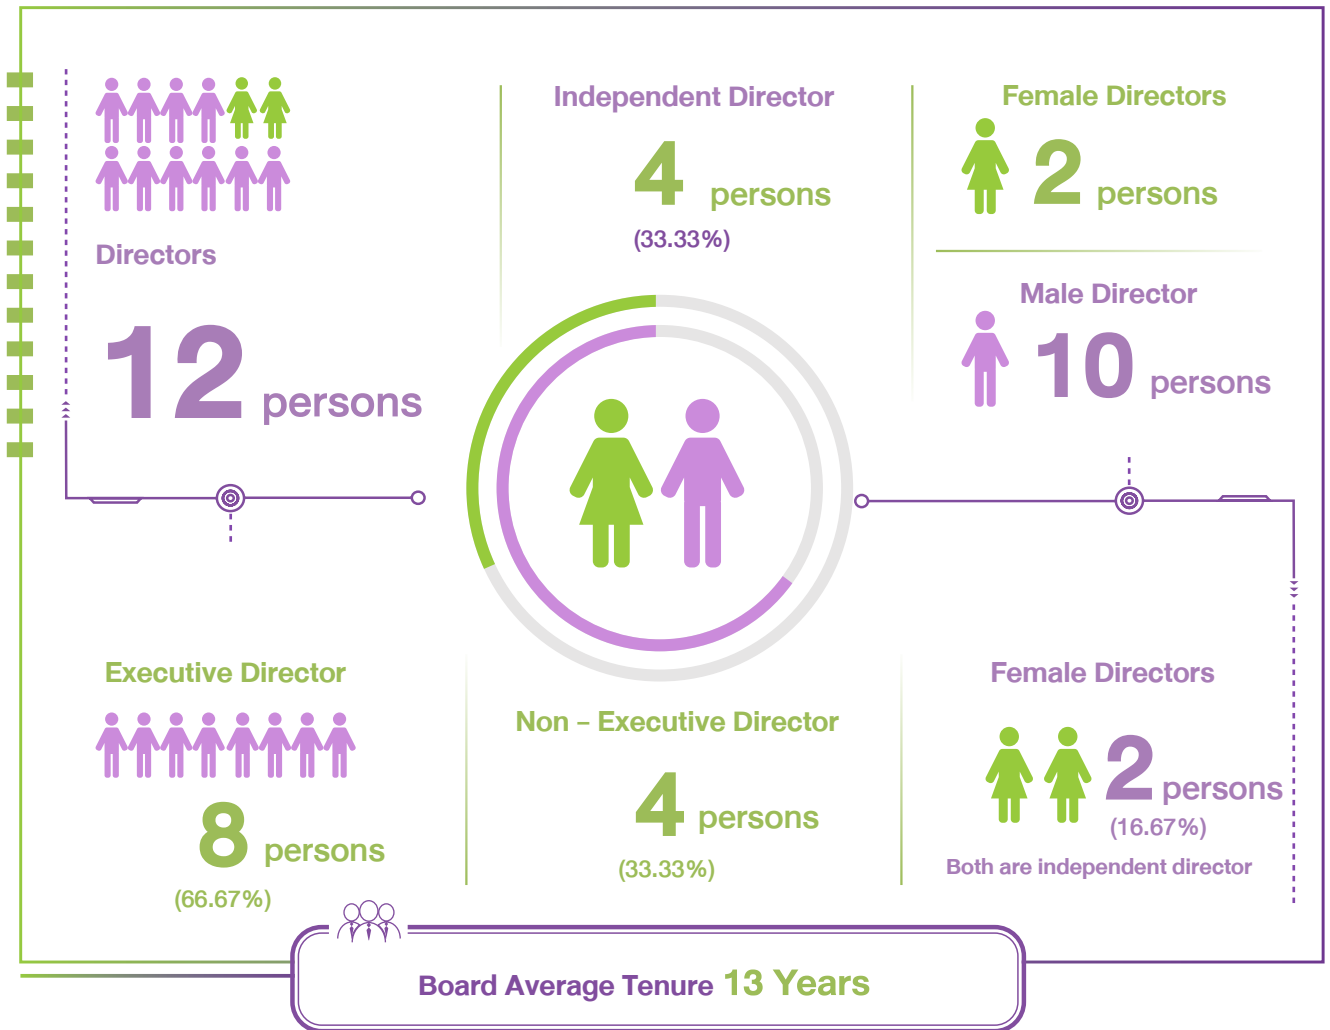 Directors
12 persons
Independent Director
4 persons
(33.33%)
Female Directors
2 persons
Male Director
10 persons
Executive Director
8 persons
(66.67%)
Non – Executive Director
4 persons
(33.33%)
Female Directors
2 persons
(16.67%)
Both are independent director
Board Average Tenure 13 Years